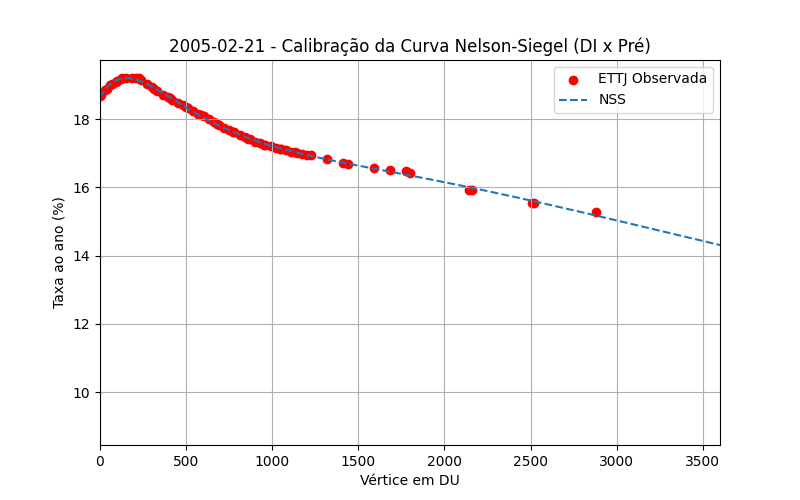 2005-02-21 - Calibração da Curva Nelson-Siegel (DI x Pré)
ETTJ Observada
NSS
Taxa ao ano (%)
18
16
14
12
10
0 500 1000 1500 2000 2500 3000 3500
Vértice em DU